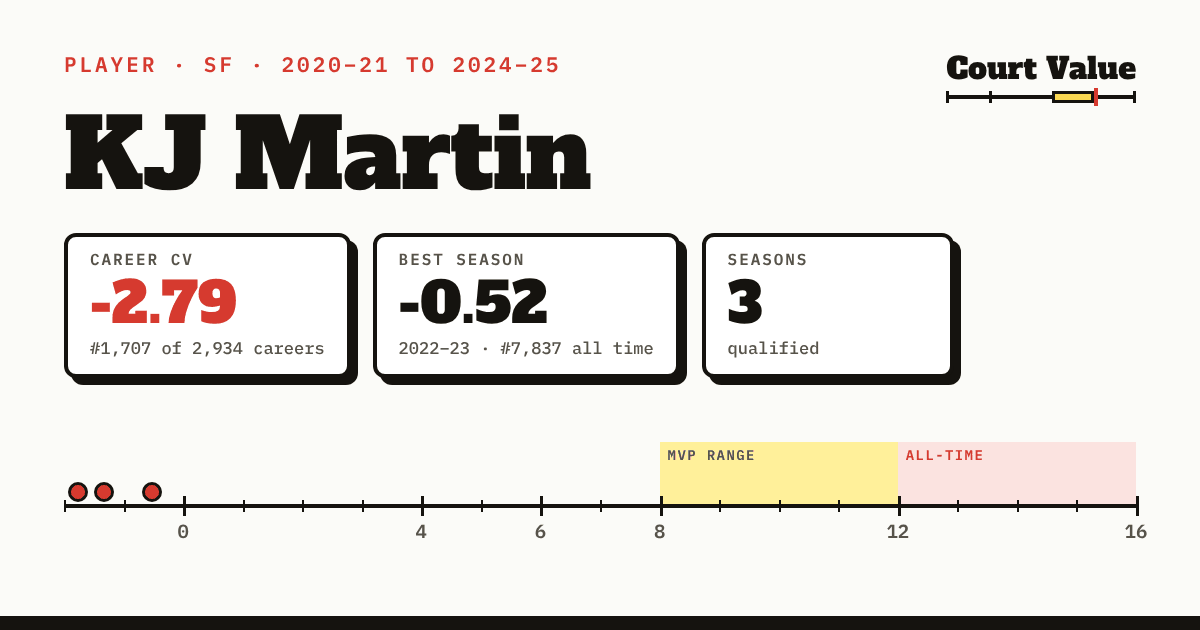 PLAYER · SF · 2020–21 TO 2024–25
Court Value
KJ Martin
CAREER CV
-2.79
#1,707 of 2,934 careers
BEST SEASON
-0.52
2022–23 · #7,837 all time
SEASONS
3
qualified
MVP RANGE
ALL-TIME
0 4 6 8 12 16